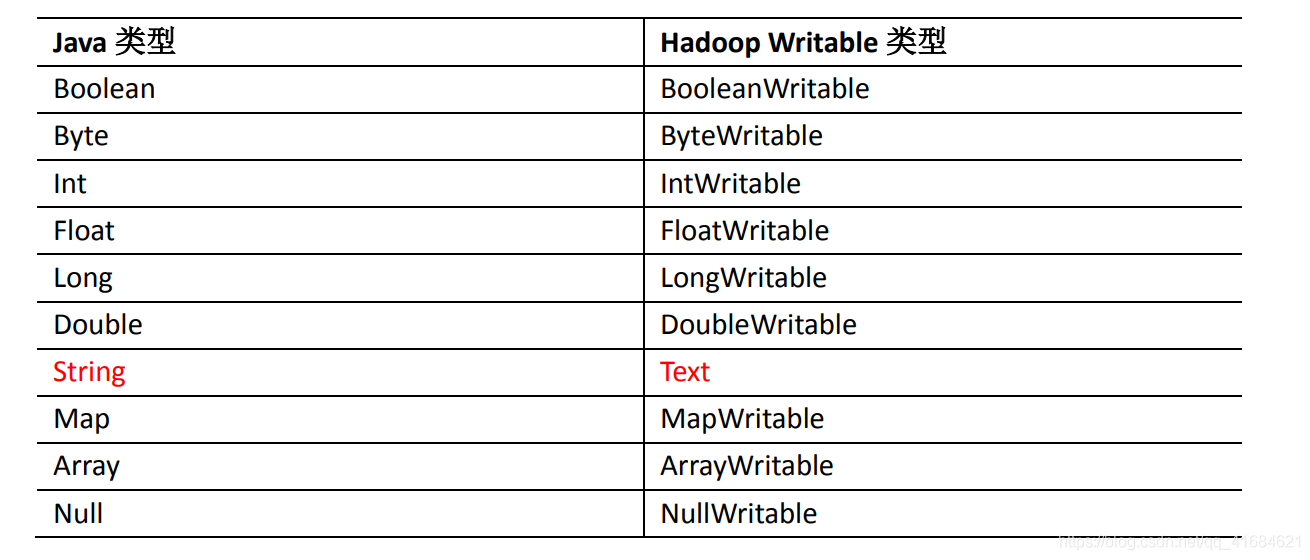 Java 类型 Hadoop Writable 类型
Boolean BooleanWritable
Byte ByteWritable
Int IntWritable
Float FloatWritable
Long LongWritable
Double DoubleWritable
String Text
Map MapWritable
Array ArrayWritable
Null NullWritable
https://blog.csdn.net/qq_41684621